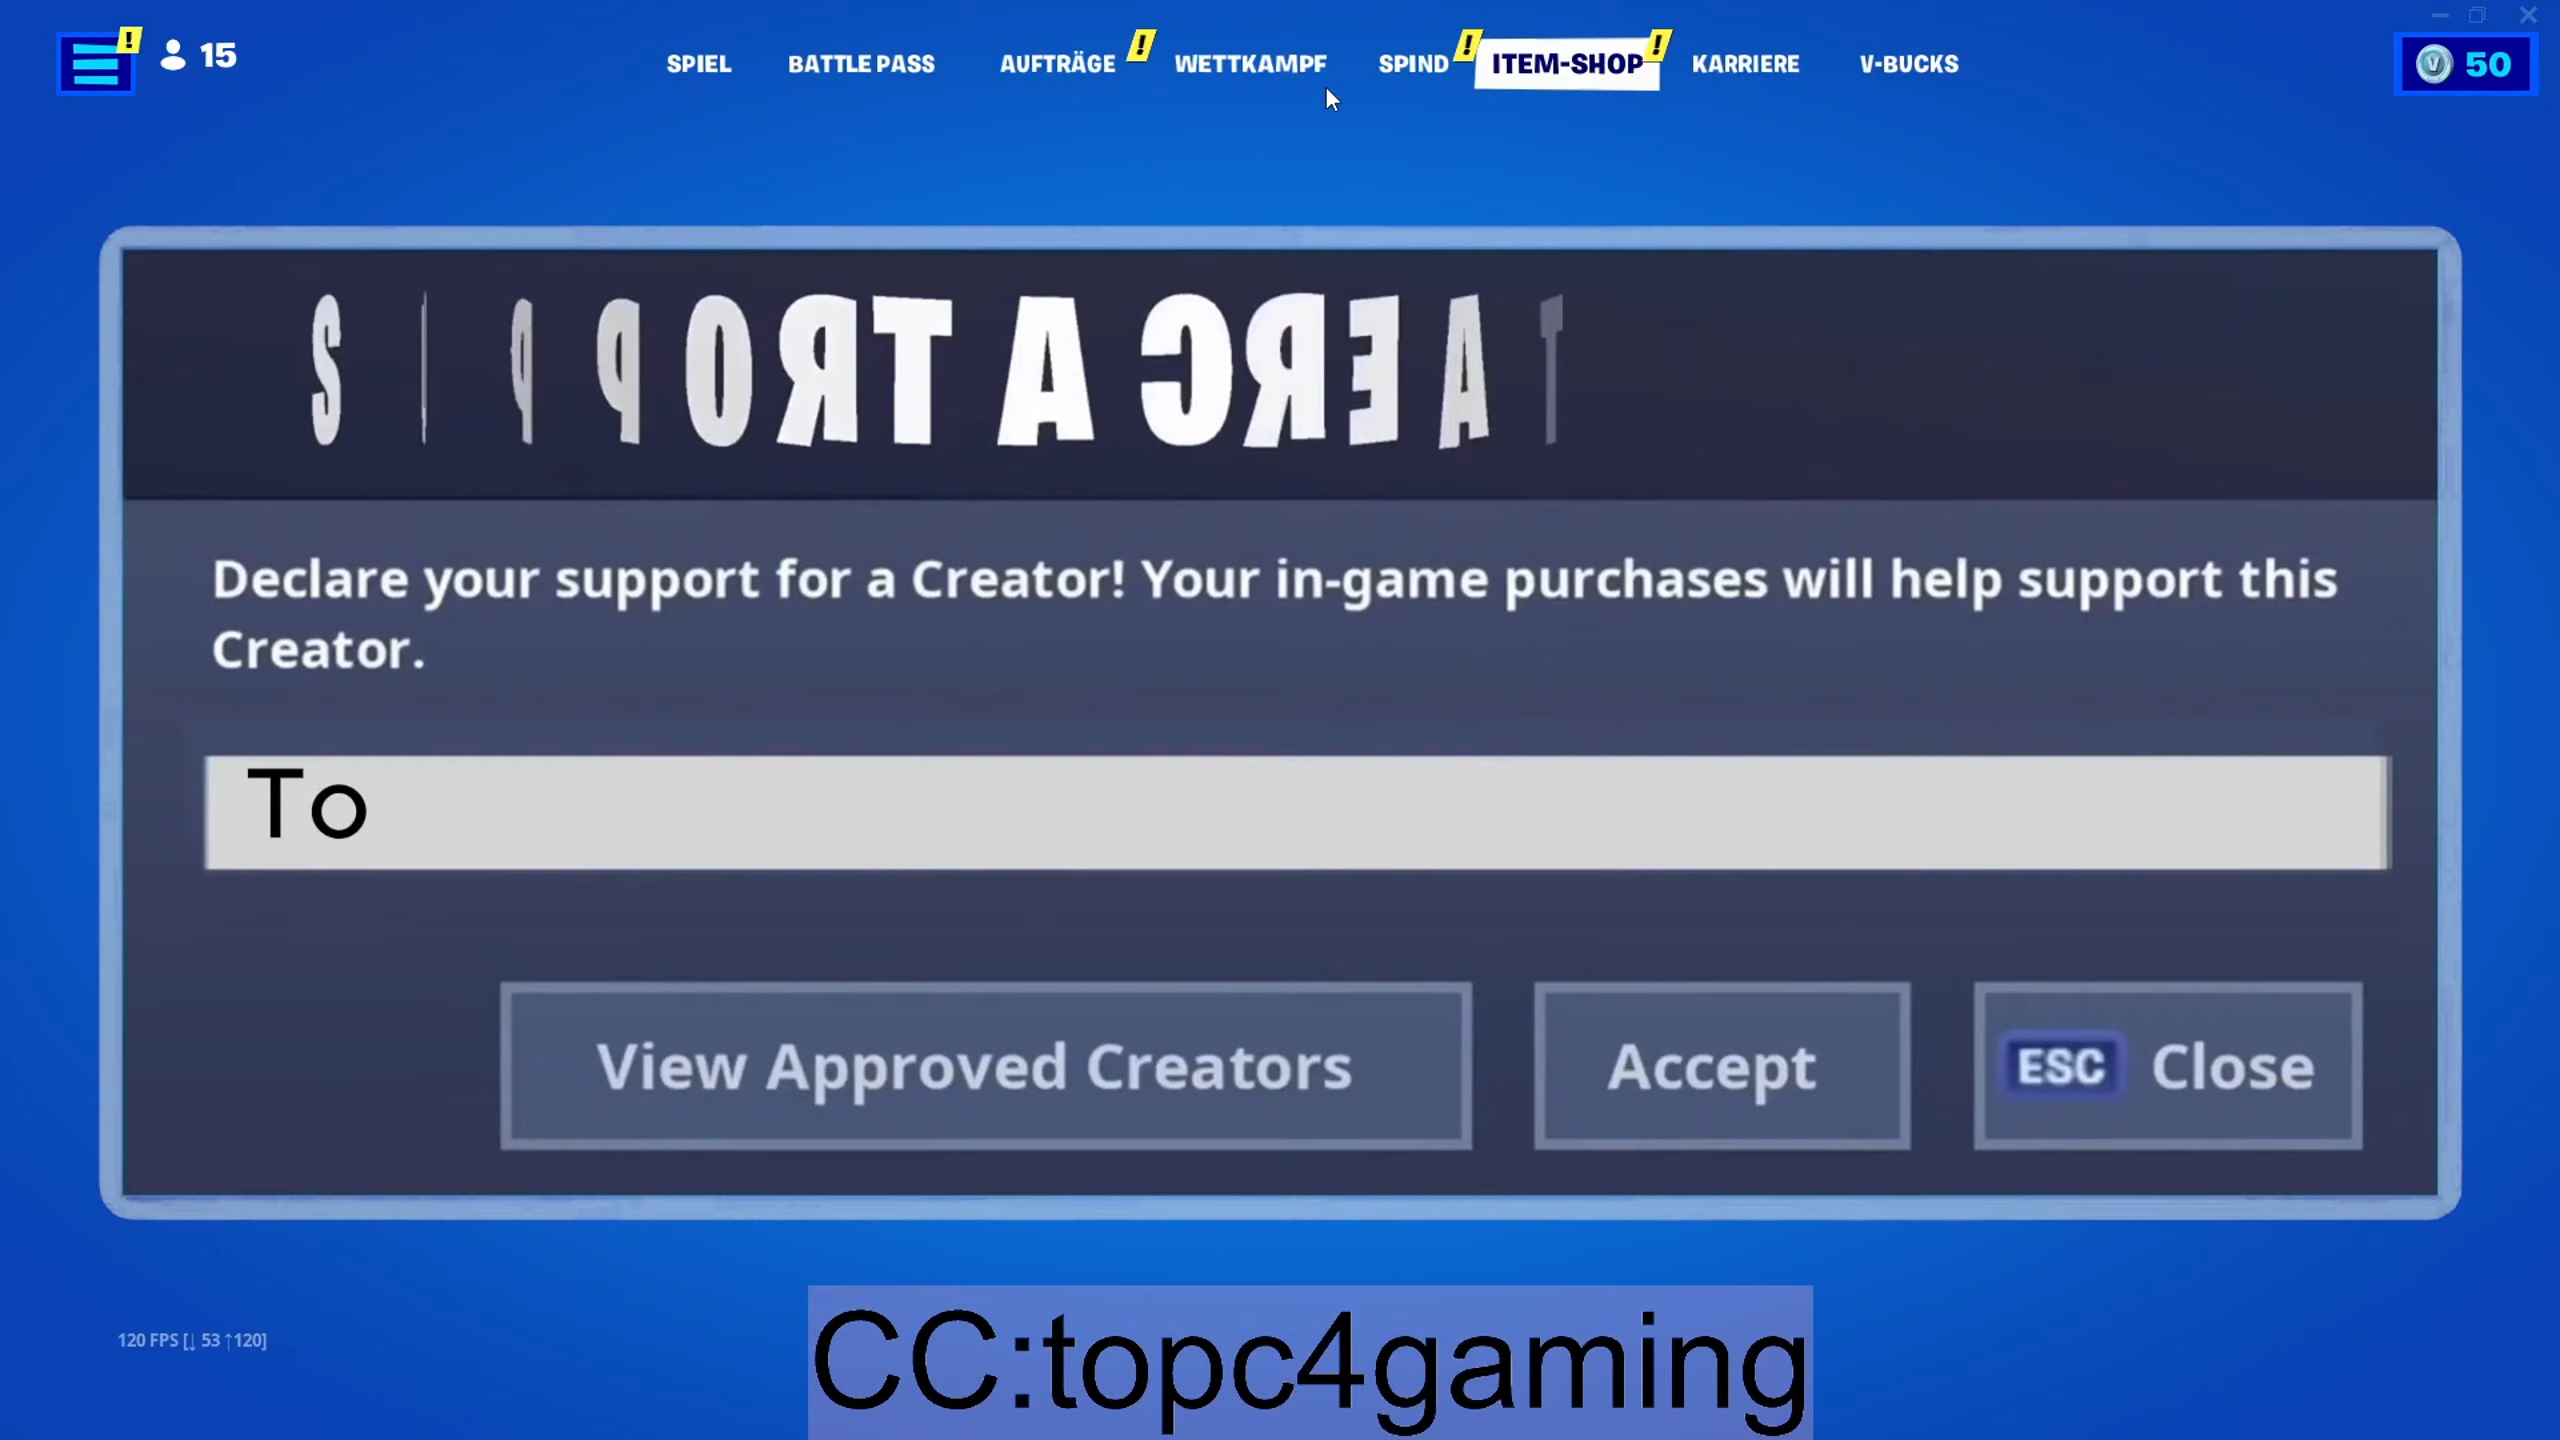 ! 15 SPIEL BATTLE PASS AUFTRÄGE ! WETTKAMPF SPIND ! ITEM-SHOP ! KARRIERE V-BUCKS V 50
S PPORT A CREAT
Declare your support for a Creator! Your in-game purchases will help support this
Creator.
To
View Approved Creators Accept ESC Close
120 FPS [↓ 53 ↑120]
CC:topc4gaming